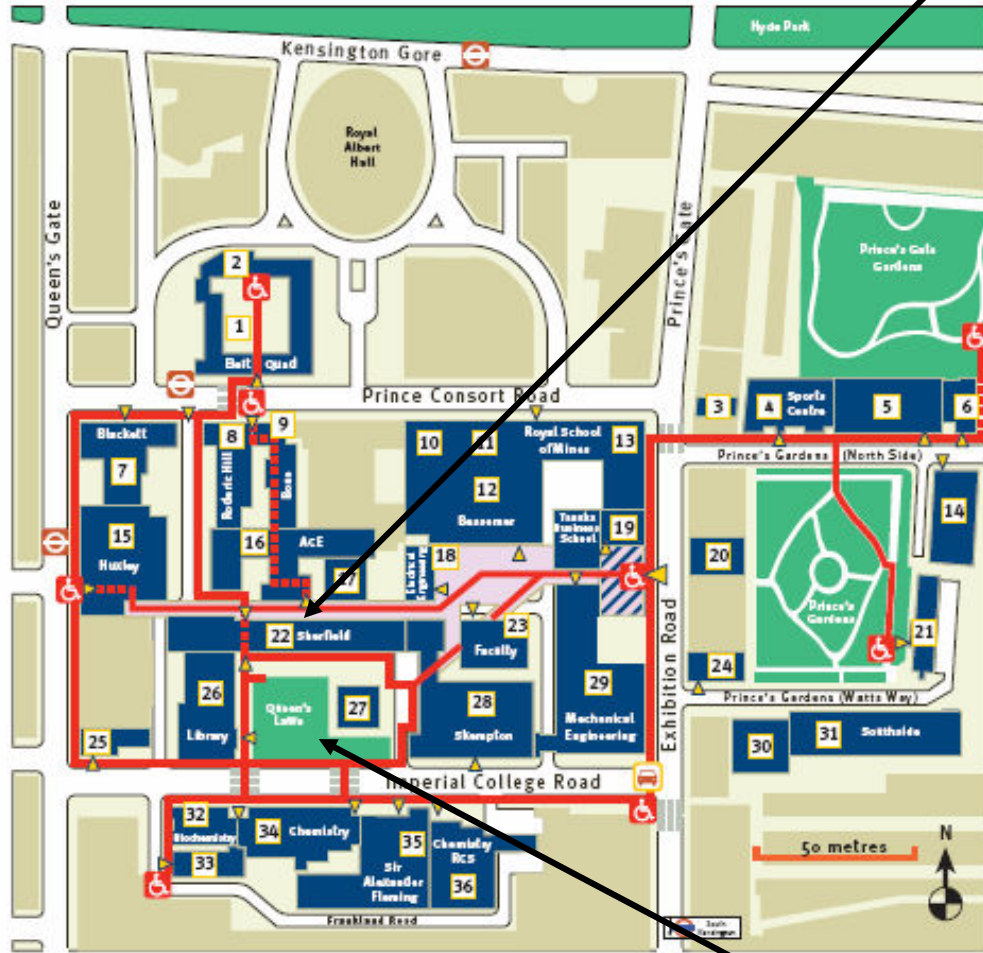 Hyde Park
Kensington Gore
Royal
Albert
Hall
Queen's Gate
Prince's Gate
Prince's Gate
Gardens
2
1
Beit Quad
Prince Consort Road
3
4
Sports
Centre
5
6
Prince's Gardens (North Side)
Blackett
7
8
Roderic Hill
9
Bone
10
11
Royal School
of Mines
13
12
Bessemer
14
15
Huxley
16
ACE
17
18
Electrical
Engineering
Tanaka
Business
School
19
20
Prince's
Gardens
21
22
Sherfield
23
Faculty
24
Prince's Gardens (Watts Way)
Exhibition Road
25
26
Library
Queen's
Lawn
27
28
Skempton
29
Mechanical
Engineering
30
31
Southside
Imperial College Road
32
Biochemistry
33
34
Chemistry
35
Sir
Alexander
Fleming
Chemistry
RCS
36
Frankland Road
50 metres
N
South
Kensington